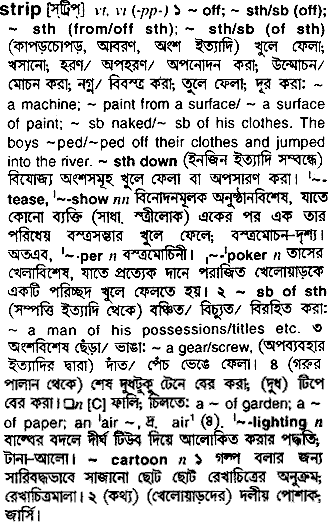 strip [স্ট্রিপ] vt, vi (-pp-) ১ ~ off; ~ sth/sb (off);
~ sth (from/off sth); ~ sth/sb (of sth)
(কাপড়চোপড়, আবরণ, অংশ ইত্যাদি) খুলে ফেলা;
খসানো; হরণ/ অপহরণ/ অপনোদন করা; উন্মোচন/
মোচন করা; নগ্ন/ বিবস্ত্র করা; তুলে ফেলা; দূর করা: ~
a machine; ~ paint from a surface/ ~ a surface
of paint; ~ sb naked/~ sb of his clothes. The
boys ~ped/~ped off their clothes and jumped
into the river. ~ sth down (ইনজিন ইত্যাদি সম্বন্ধে)
বিযোজ্য অংশসমূহ খুলে ফেলা বা অপসারণ করা। '~-
tease, '~-show nn বিনোদনমূলক অনুষ্ঠানবিশেষ, যাতে
কোনো ব্যক্তি (সাধা. স্ত্রীলোক) একের পর এক তার
পরিধেয় বস্ত্রসম্ভার খুলে ফেলে; বস্ত্রমোচন-দৃশ্য।
অতএব, '~·per n বস্ত্রমোচিনী। ,~-'poker n তাসের
খেলাবিশেষ, যাতে প্রত্যেক দানে পরাজিত খেলোয়াড়কে
একটি পরিচ্ছদ খুলে ফেলতে হয়। ২ ~ sb of sth
(সম্পত্তি ইত্যাদি থেকে) বঞ্চিত/ বিচ্যুত/ বিরহিত করা:
~ a man of his possessions/titles etc. ৩
অংশবিশেষ ছেঁড়া/ ভাঙা: ~ a gear/screw, (অপব্যবহার
ইত্যাদির দ্বারা) দাঁত/ পেঁচ ভেঙে ফেলা। ৪ (গরুর
পালান থেকে) শেষ দুধটুকু টেনে বের করা; (দুধ) টিপে
বের করা। □n [C] ফালি; চিলতে: a ~ of garden; a ~
of paper; an 'air ~, দ্র. air¹ (৪). '~-lighting n
বাল্বের বদলে দীর্ঘ টিউব দিয়ে আলোকিত করার পদ্ধতি;
টানা-আলো। ~ cartoon n ১ গল্প বলার জন্য
সারিবদ্ধভাবে সাজানো ছোট ছোট রেখাচিত্রের অনুক্রম;
রেখাচিত্রমালা। ২ (কথ্য) (খেলোয়াড়দের) দলীয় পোশাক;
জার্সি।